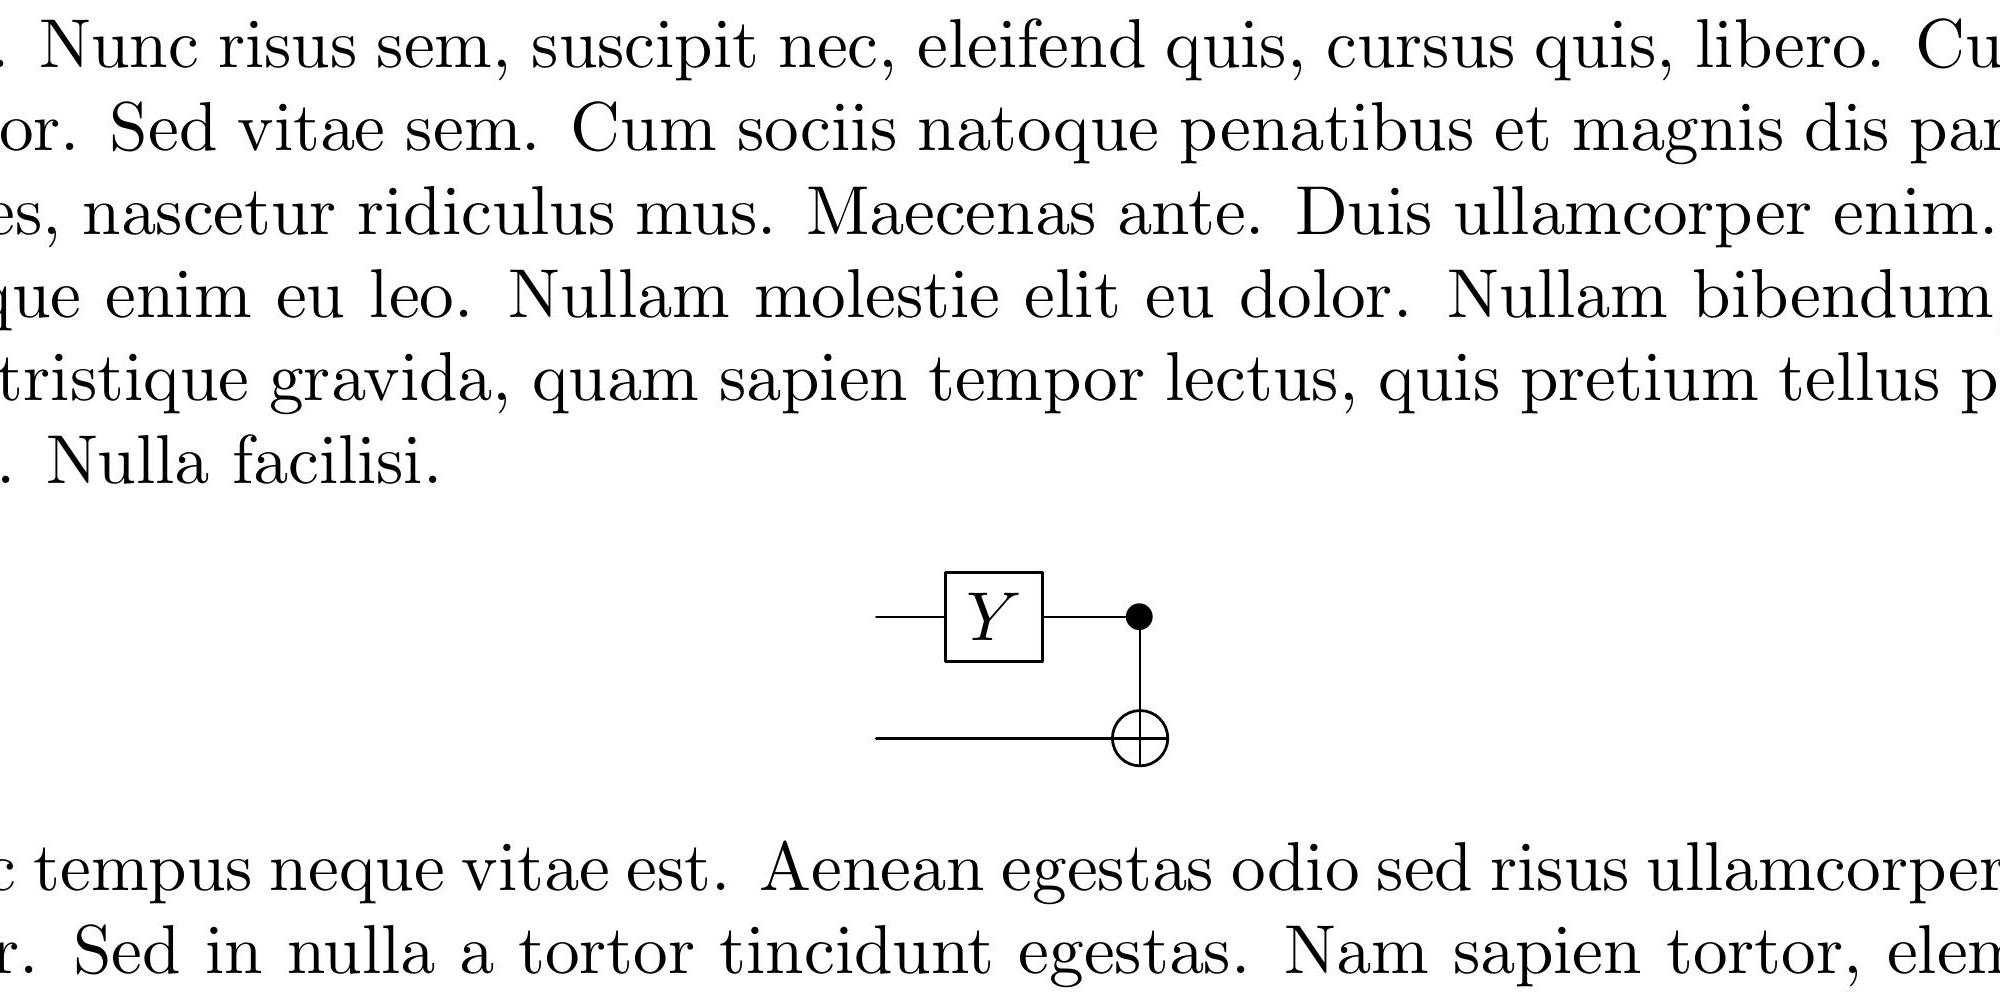 . Nunc risus sem, suscipit nec, eleifend quis, cursus quis, libero. Cu
or. Sed vitae sem. Cum sociis natoque penatibus et magnis dis par
es, nascetur ridiculus mus. Maecenas ante. Duis ullamcorper enim.
que enim eu leo. Nullam molestie elit eu dolor. Nullam bibendum,
tristique gravida, quam sapien tempor lectus, quis pretium tellus p
. Nulla facilisi.
Y
c tempus neque vitae est. Aenean egestas odio sed risus ullamcorper
r. Sed in nulla a tortor tincidunt egestas. Nam sapien tortor, elem